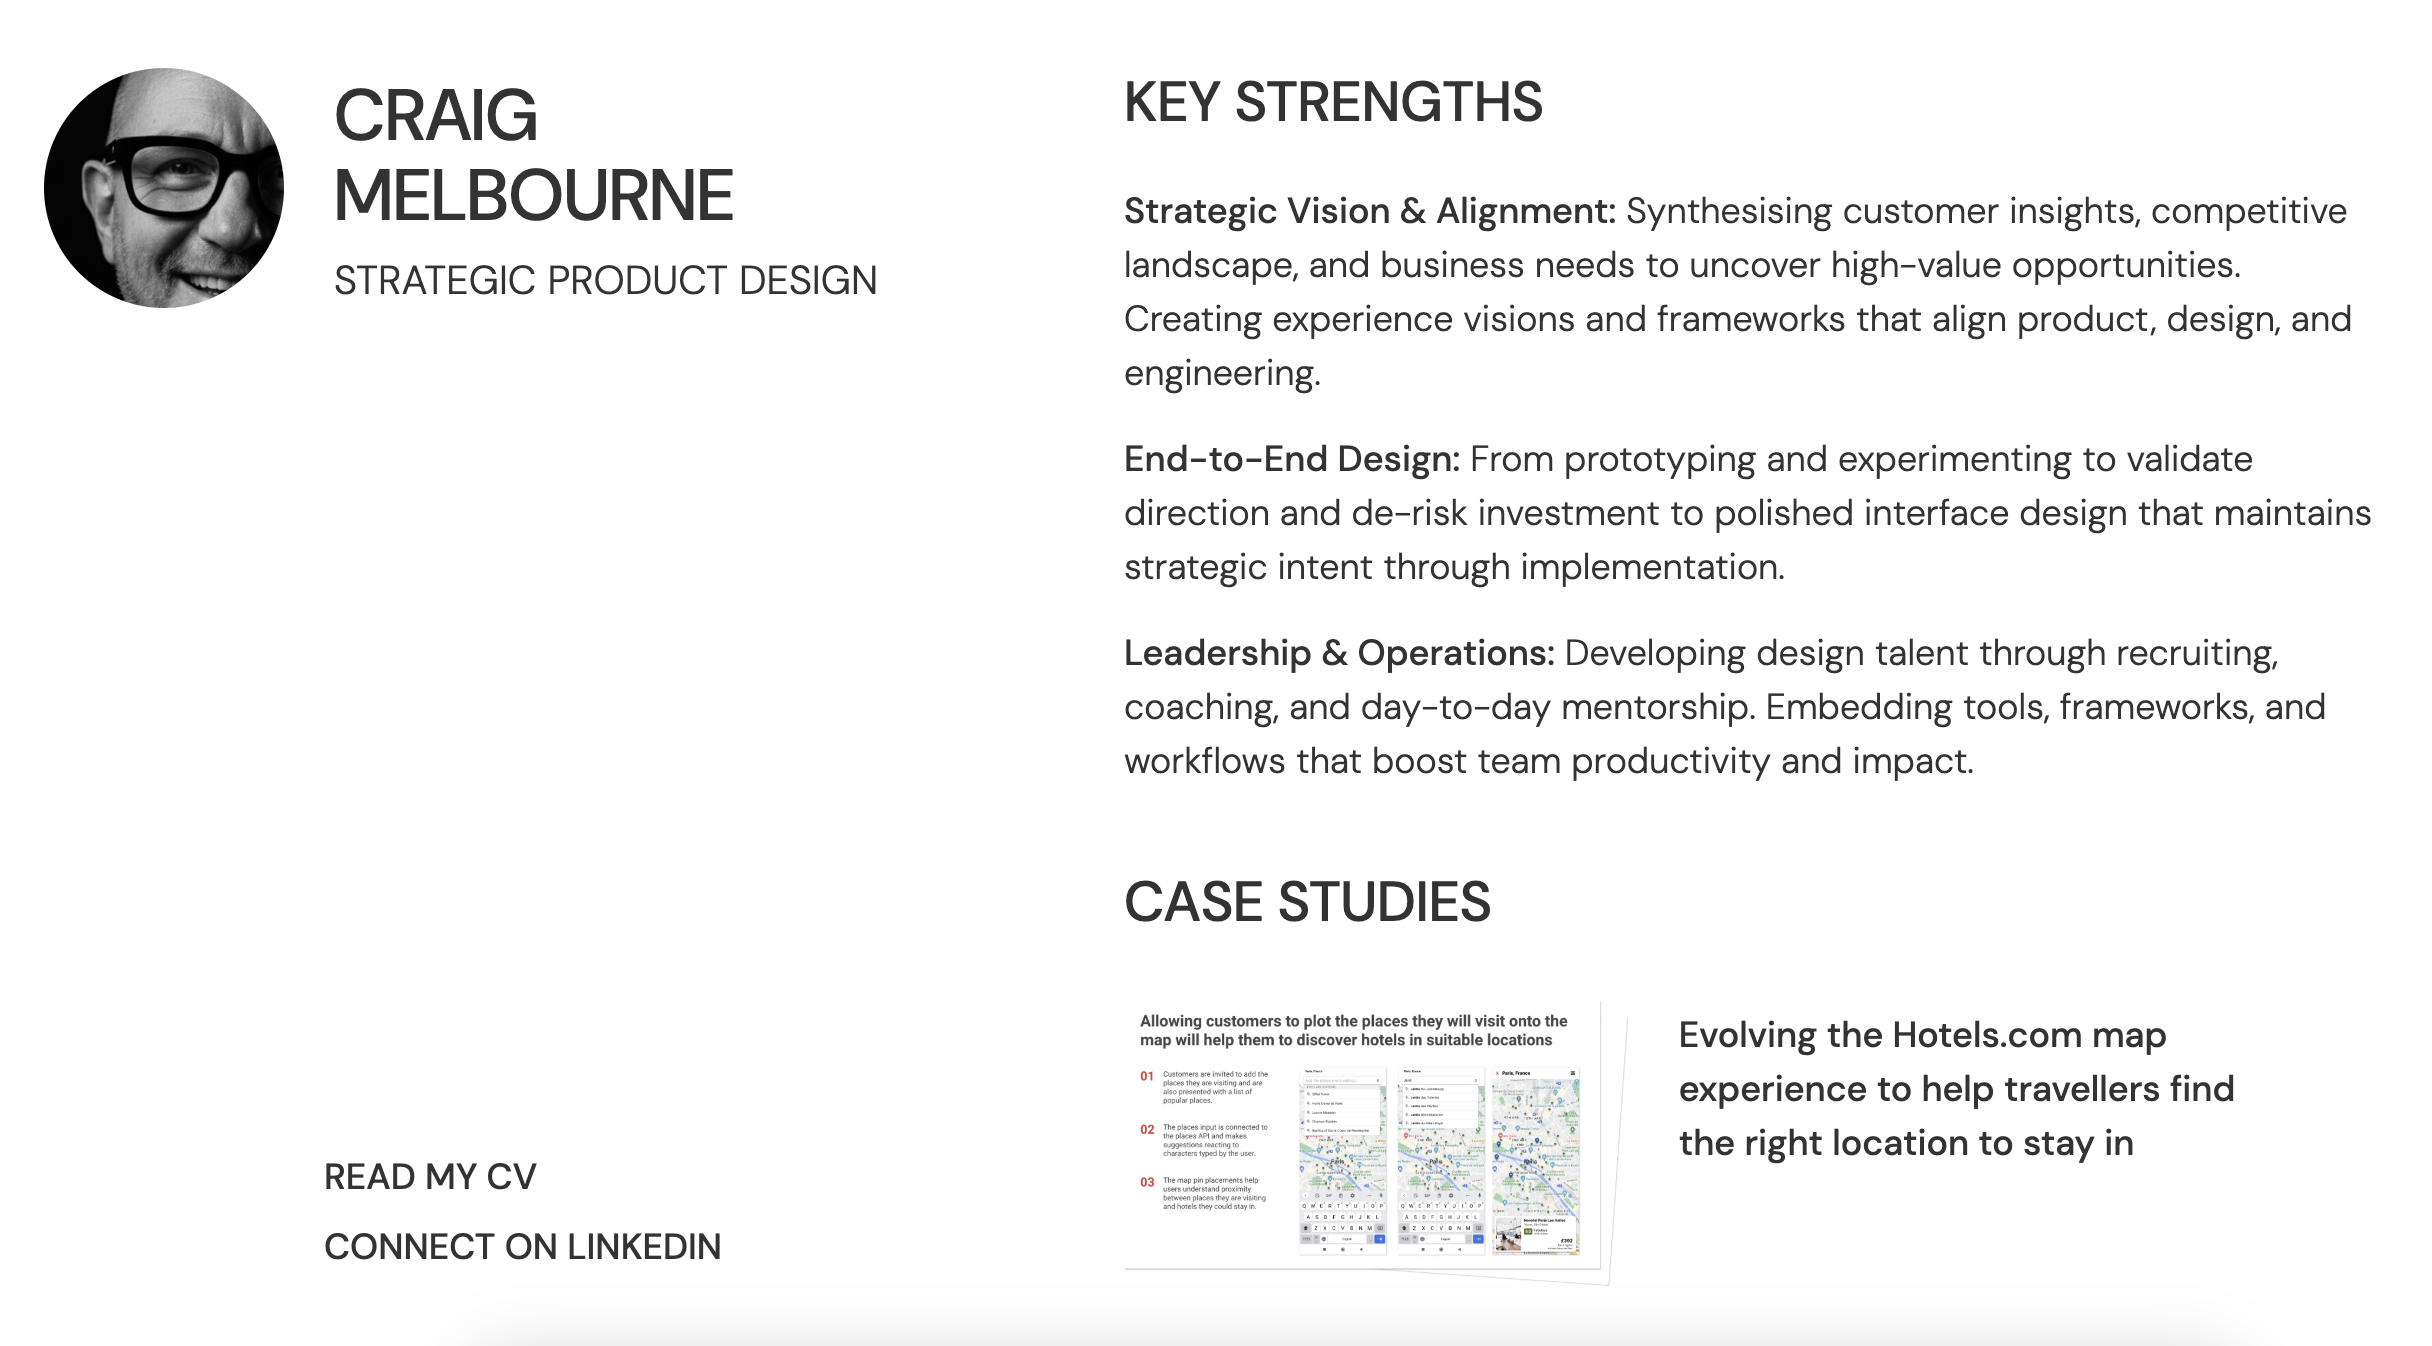 CRAIG
MELBOURNE
STRATEGIC PRODUCT DESIGN
READ MY CV
CONNECT ON LINKEDIN
KEY STRENGTHS
Strategic Vision & Alignment: Synthesising customer insights, competitive
landscape, and business needs to uncover high-value opportunities.
Creating experience visions and frameworks that align product, design, and
engineering.
End-to-End Design: From prototyping and experimenting to validate
direction and de-risk investment to polished interface design that maintains
strategic intent through implementation.
Leadership & Operations: Developing design talent through recruiting,
coaching, and day-to-day mentorship. Embedding tools, frameworks, and
workflows that boost team productivity and impact.
CASE STUDIES
Allowing customers to plot the places they will visit onto the
map will help them to discover hotels in suitable locations
01 Customers are invited to add the
places they are visiting and are
also presented with a list of
popular places.
02 The places input is connected to
the places API and makes
suggestions reacting to
characters typed by the user.
03 The map pin placements help
users understand proximity
between places they are visiting
and hotels they could stay in.
Paris, France
Paris
Q W E R T Y U I O P
A S D F G H J K L
Z X C V B N M
Paris
Q W E R T Y U I O P
A S D F G H J K L
Z X C V B N M
Paris, France
Paris
£392
Evolving the Hotels.com map
experience to help travellers find
the right location to stay in